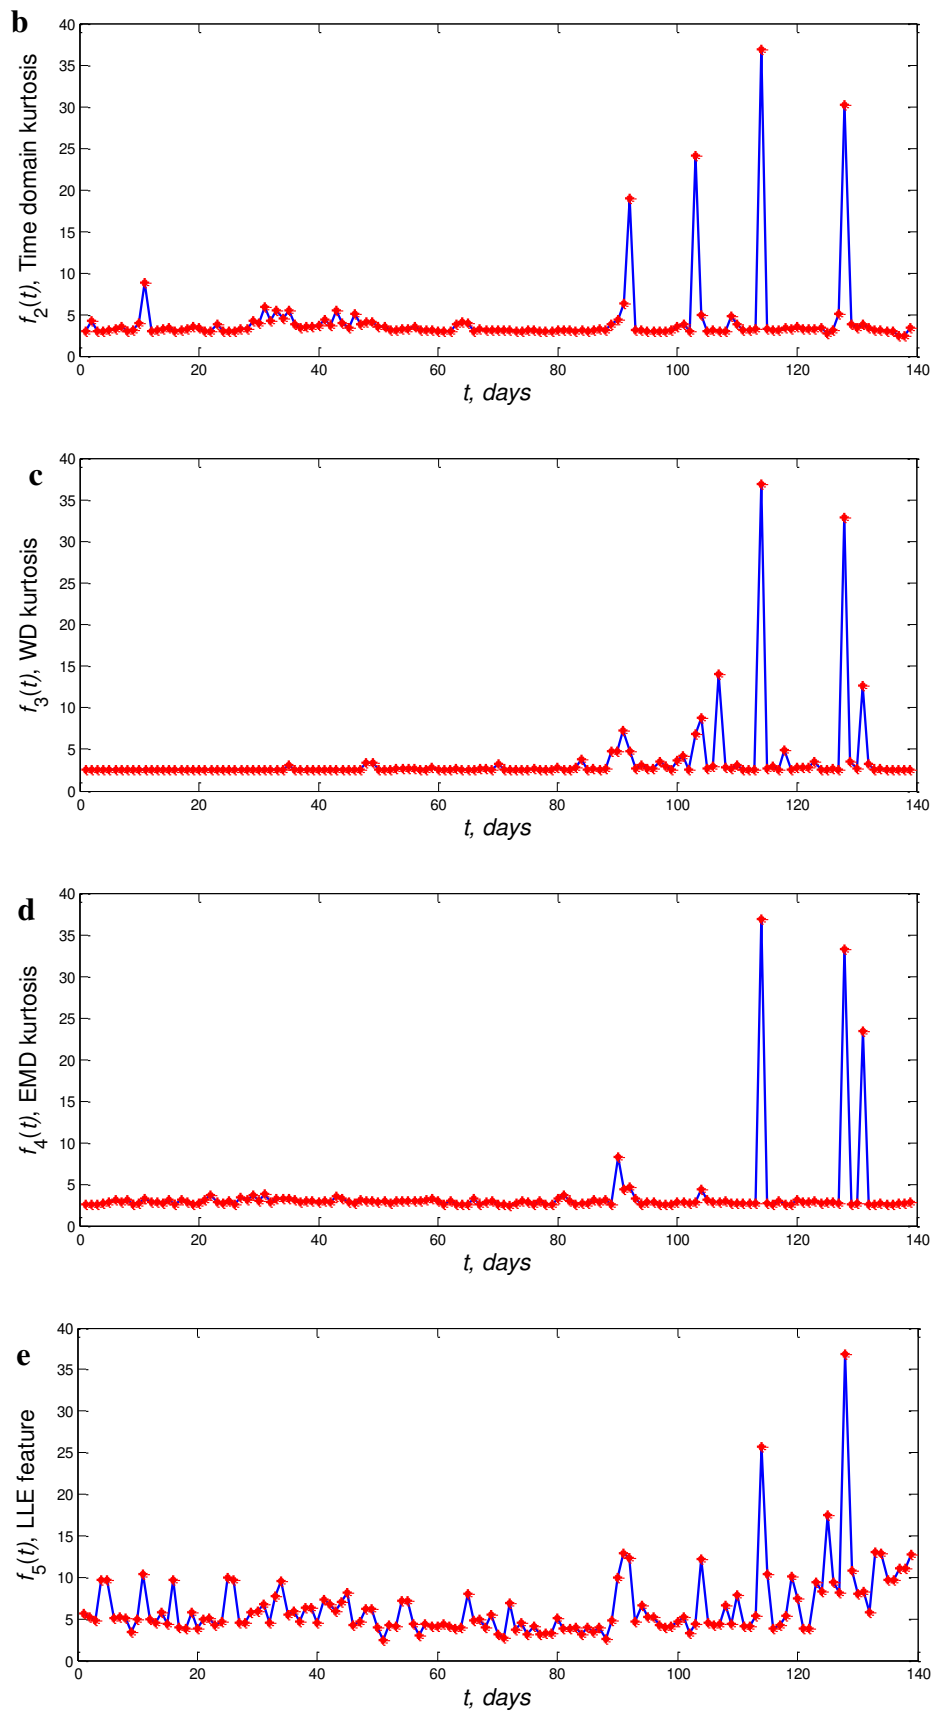 b
40
35
30
25
20
15
10
5
0
f2(t), Time domain kurtosis
0 20 40 60 80 100 120 140
t, days
c
40
35
30
25
20
15
10
5
0
f3(t), WD kurtosis
0 20 40 60 80 100 120 140
t, days
d
40
35
30
25
20
15
10
5
0
f4(t), EMD kurtosis
0 20 40 60 80 100 120 140
t, days
e
40
35
30
25
20
15
10
5
0
f5(t), LLE feature
0 20 40 60 80 100 120 140
t, days